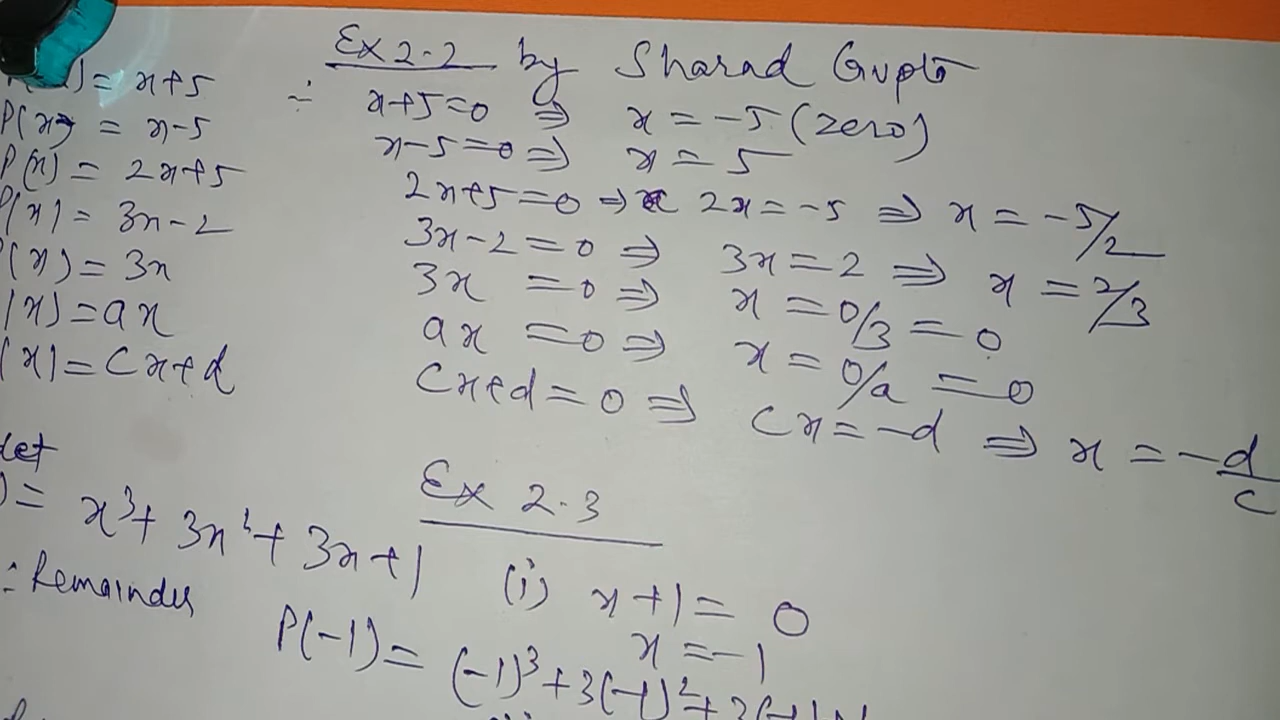 Ex 2.2 by Sharad Gupta
)= x+5 ∴ x+5=0 ⇒ x = -5 (zero)
P(x) = x-5 x-5=0 ⇒ x = 5
P(x) = 2x+5 2x+5=0 ⇒ 2x = -5 ⇒ x = -5/2
P(x) = 3x-2 3x-2=0 ⇒ 3x = 2 ⇒ x = 2/3
(x) = 3x 3x =0 ⇒ x = 0/3 = 0
(x) = ax ax =0 ⇒ x = 0/a = 0
(x) = cx+d cx+d=0 ⇒ cx = -d ⇒ x = -d/c
Let
Ex 2.3
)= x³+ 3x²+ 3x+1 (i) x+1= 0
∴ Remainder x = -1
P(-1)= (-1)³+3(-1)²+3(-1)+1